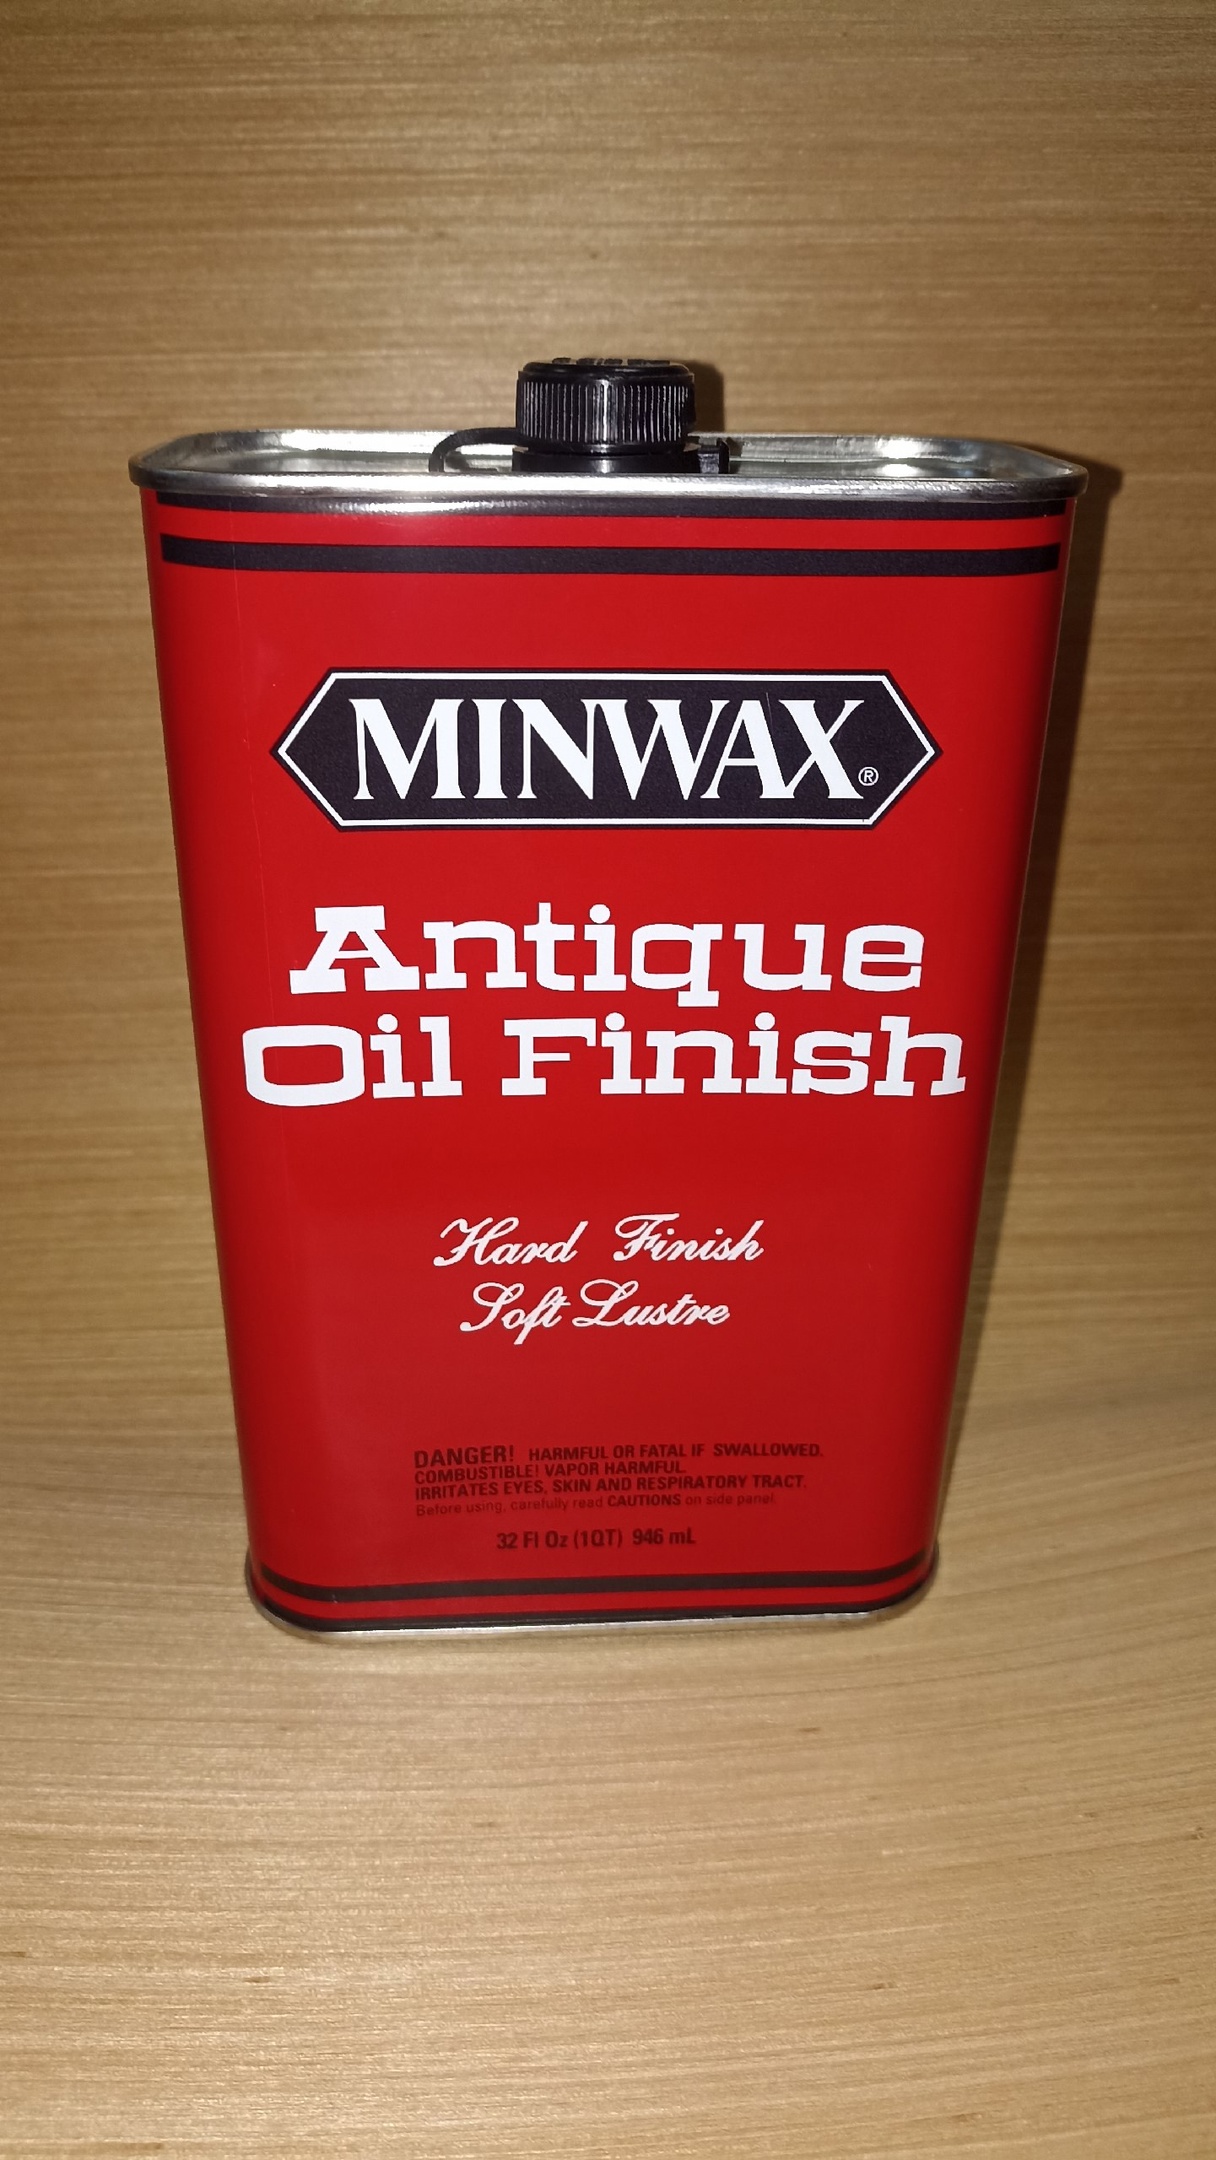 MINWAX®
Antique
Oil Finish
Hard Finish
Soft Lustre
DANGER! HARMFUL OR FATAL IF SWALLOWED.
COMBUSTIBLE! VAPOR HARMFUL.
IRRITATES EYES, SKIN AND RESPIRATORY TRACT.
Before using, carefully read CAUTIONS on side panel.
32 Fl Oz (1QT) 946 mL